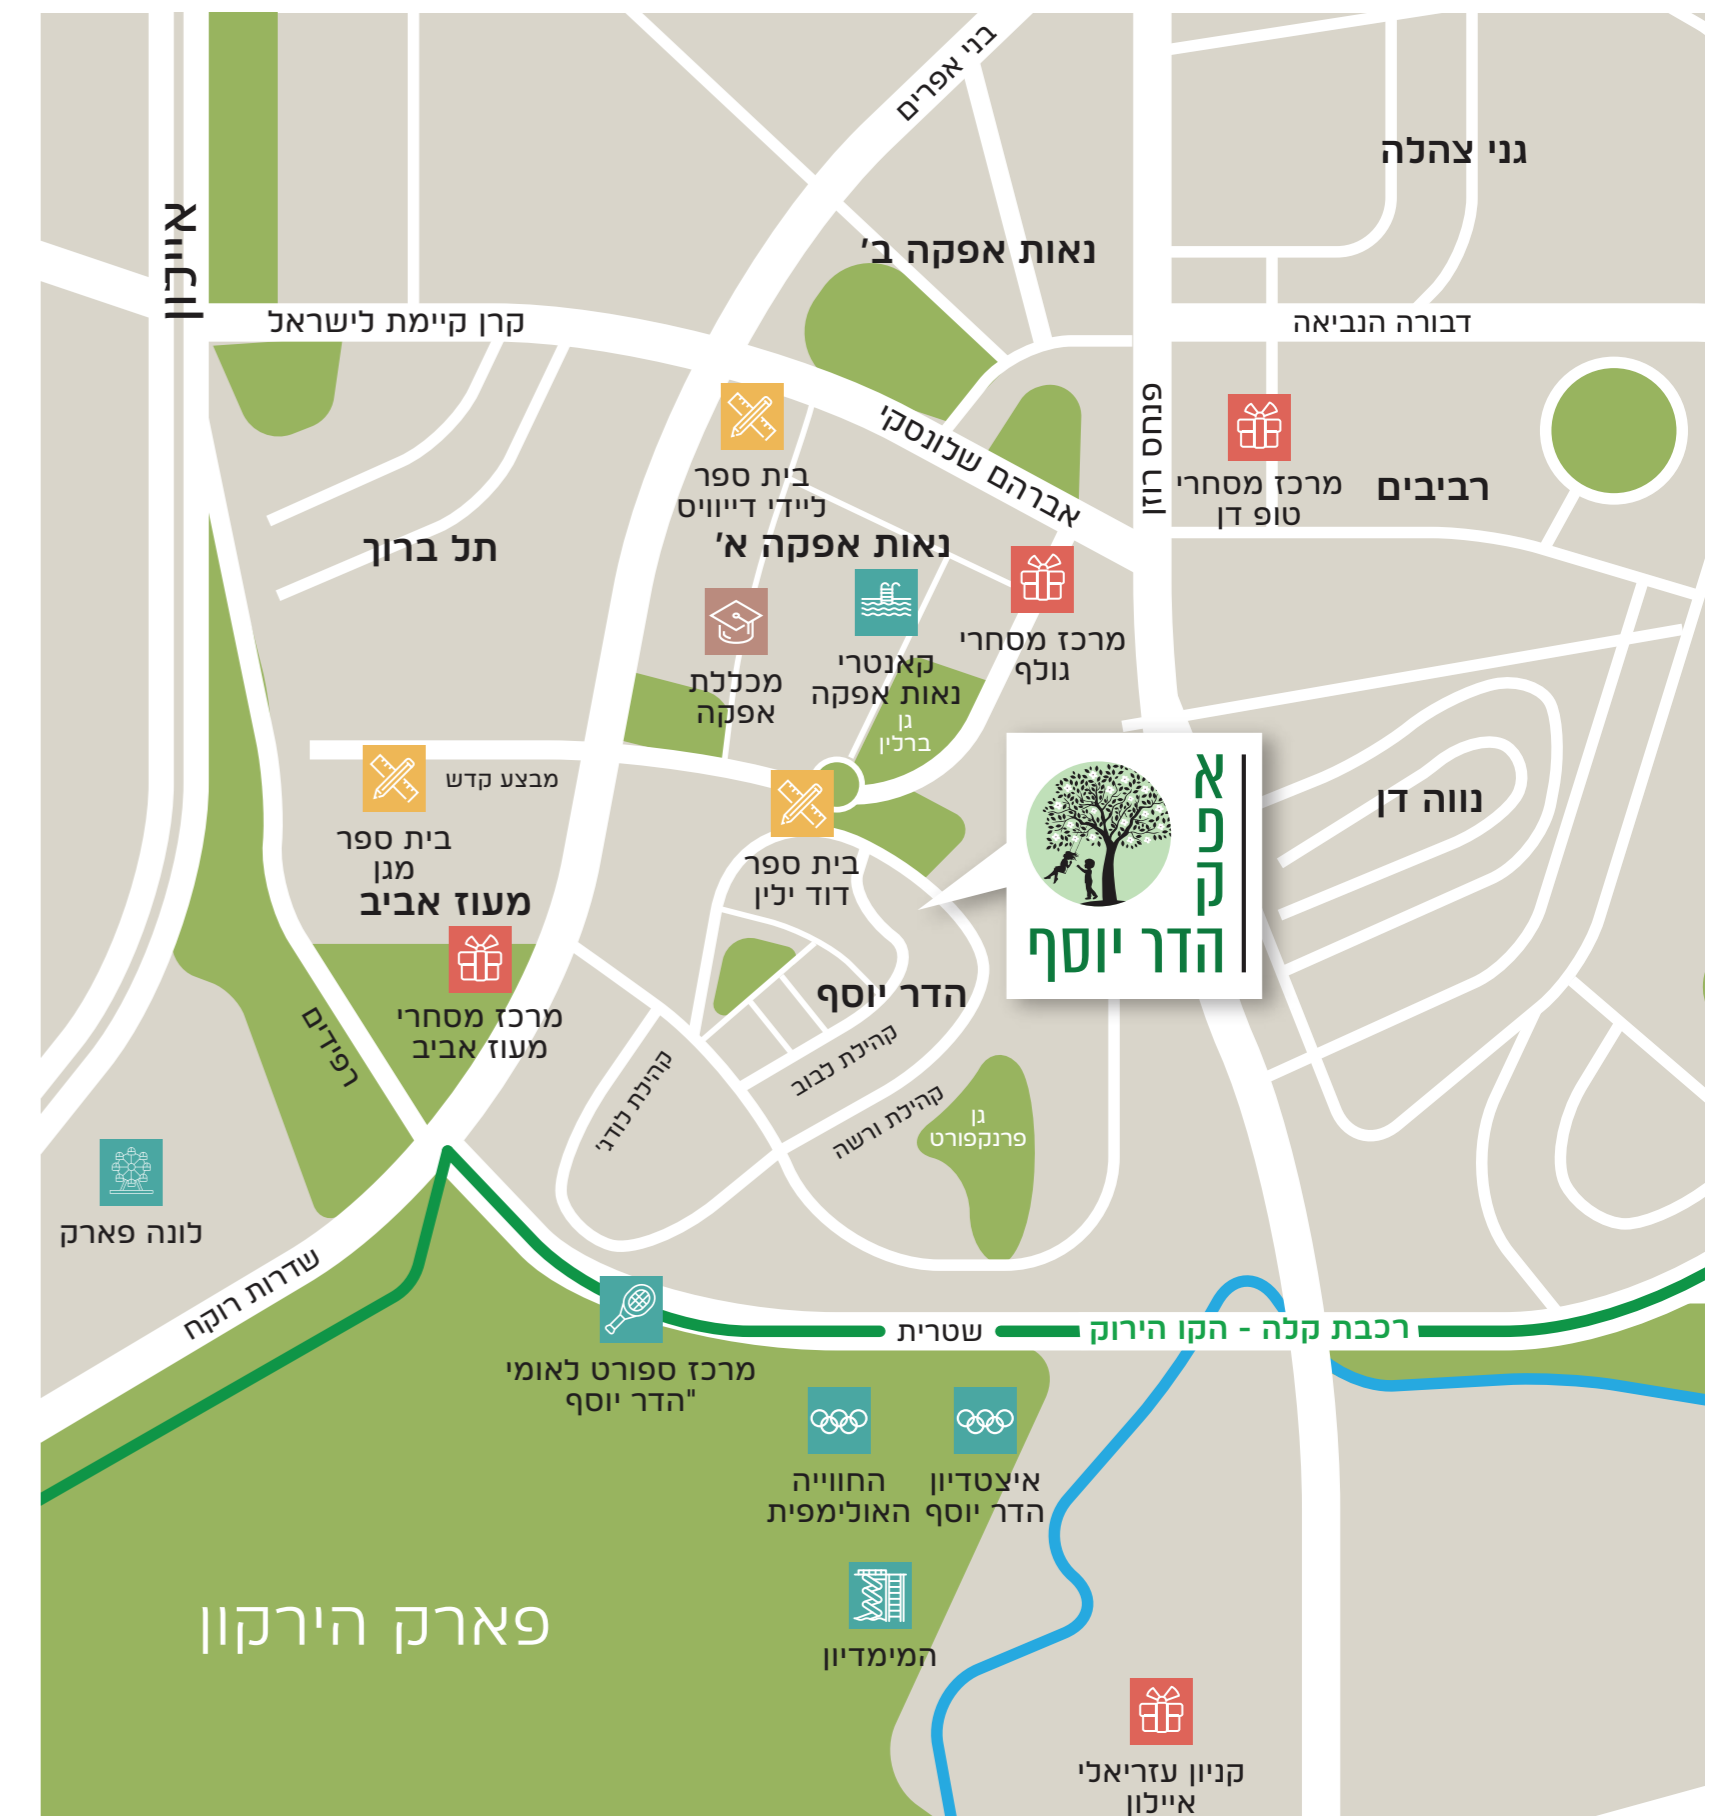 בני אפרים
גני צהלה
איילון
נאות אפקה ב'
קרן קיימת לישראל
דבורה הנביאה
פנחס רוזן
אברהם שלונסקי
בית ספר
ליידי דייוויס
מרכז מסחרי
טופ דן
רביבים
תל ברוך
נאות אפקה א'
מרכז מסחרי
גולף
קאנטרי
נאות אפקה
מכללת
אפקה
גן
ברלין
מבצע קדש
בית ספר
מגן
מעוז אביב
בית ספר
דוד ילין
אפק
הדר יוסף
נווה דן
הדר יוסף
מרכז מסחרי
מעוז אביב
רפידים
קהילת לבוב
קהילת לודג'
קהילת ורשה
גן
פרנקפורט
לונה פארק
שדרות רוקח
רכבת קלה - הקו הירוק
שטרית
מרכז ספורט לאומי
"הדר יוסף
החווייה
האולימפית
איצטדיון
הדר יוסף
המימדיון
פארק הירקון
קניון עזריאלי
איילון